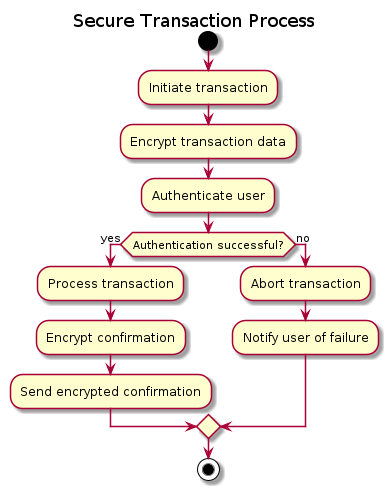 Secure Transaction Process
Initiate transaction
Encrypt transaction data
Authenticate user
Authentication successful?
yes
no
Process transaction
Abort transaction
Encrypt confirmation
Notify user of failure
Send encrypted confirmation